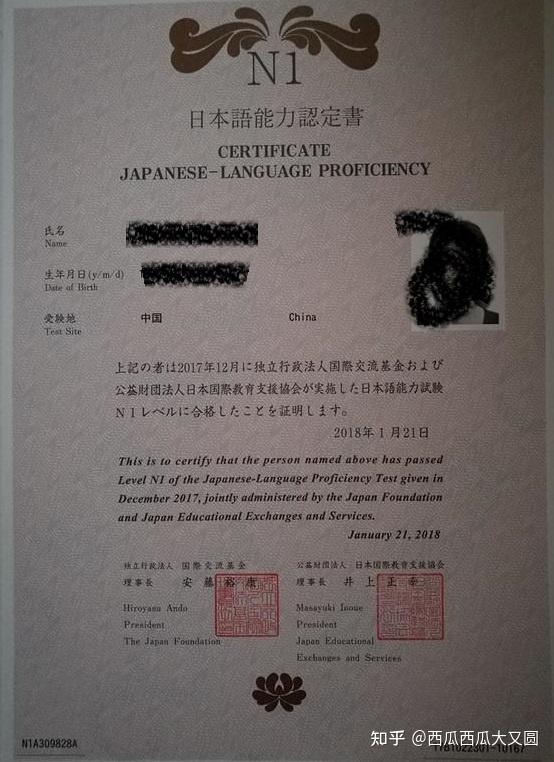 N1
日本語能力認定書
CERTIFICATE
JAPANESE-LANGUAGE PROFICIENCY
氏名
Name
生年月日(y/m/d)
Date of Birth
受験地
Test Site
中国 China
上記の者は2017年12月に独立行政法人国際交流基金および
公益財団法人日本国際教育支援協会が実施した日本語能力試験
N1レベルに合格したことを証明します。
2018年1月21日
This is to certify that the person named above has passed
Level N1 of the Japanese-Language Proficiency Test given in
December 2017, jointly administered by the Japan Foundation
and Japan Educational Exchanges and Services.
January 21, 2018
独立行政法人 国際交流基金
理事長 安藤裕康
Hiroyasu Ando
President
The Japan Foundation
公益財団法人 日本国際教育支援協会
理事長 井上正幸
Masayuki Inoue
President
Japan Educational
Exchanges and Services
N1A309828A
知乎 @西瓜西瓜大又圆